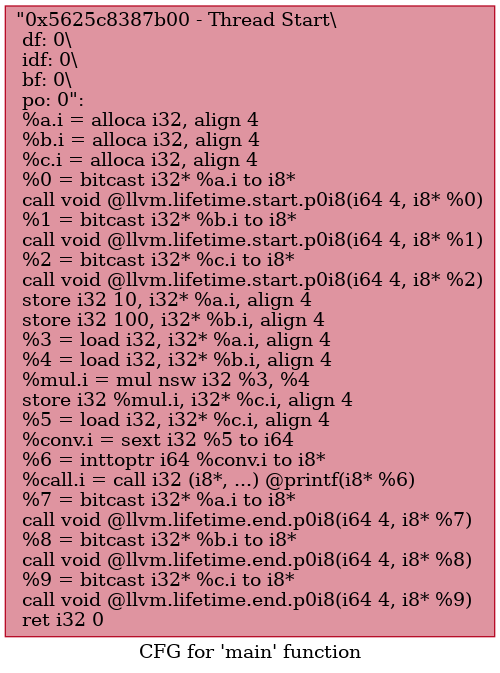 "0x5625c8387b00 - Thread Start\
df: 0\
idf: 0\
bf: 0\
po: 0":
%a.i = alloca i32, align 4
%b.i = alloca i32, align 4
%c.i = alloca i32, align 4
%0 = bitcast i32* %a.i to i8*
call void @llvm.lifetime.start.p0i8(i64 4, i8* %0)
%1 = bitcast i32* %b.i to i8*
call void @llvm.lifetime.start.p0i8(i64 4, i8* %1)
%2 = bitcast i32* %c.i to i8*
call void @llvm.lifetime.start.p0i8(i64 4, i8* %2)
store i32 10, i32* %a.i, align 4
store i32 100, i32* %b.i, align 4
%3 = load i32, i32* %a.i, align 4
%4 = load i32, i32* %b.i, align 4
%mul.i = mul nsw i32 %3, %4
store i32 %mul.i, i32* %c.i, align 4
%5 = load i32, i32* %c.i, align 4
%conv.i = sext i32 %5 to i64
%6 = inttoptr i64 %conv.i to i8*
%call.i = call i32 (i8*, ...) @printf(i8* %6)
%7 = bitcast i32* %a.i to i8*
call void @llvm.lifetime.end.p0i8(i64 4, i8* %7)
%8 = bitcast i32* %b.i to i8*
call void @llvm.lifetime.end.p0i8(i64 4, i8* %8)
%9 = bitcast i32* %c.i to i8*
call void @llvm.lifetime.end.p0i8(i64 4, i8* %9)
ret i32 0
CFG for 'main' function